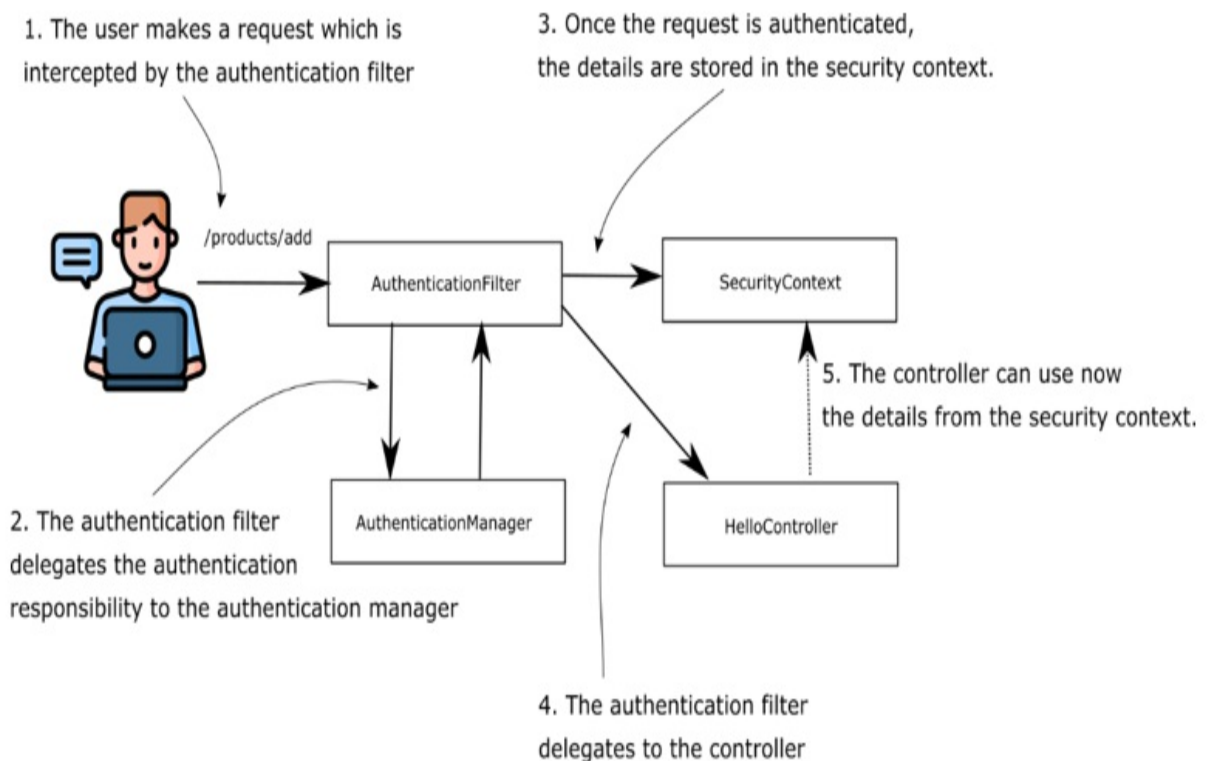 1. The user makes a request which is
intercepted by the authentication filter
3. Once the request is authenticated,
the details are stored in the security context.
/products/add
AuthenticationFilter
SecurityContext
5. The controller can use now
the details from the security context.
2. The authentication filter
delegates the authentication
responsibility to the authentication manager
AuthenticationManager
HelloController
4. The authentication filter
delegates to the controller